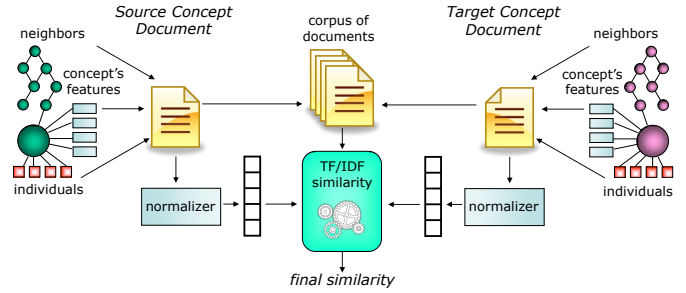 Source Concept
Document
corpus of
documents
Target Concept
Document
neighbors
neighbors
concept's
features
concept's
features
individuals
individuals
normalizer
TF/IDF
similarity
normalizer
final similarity